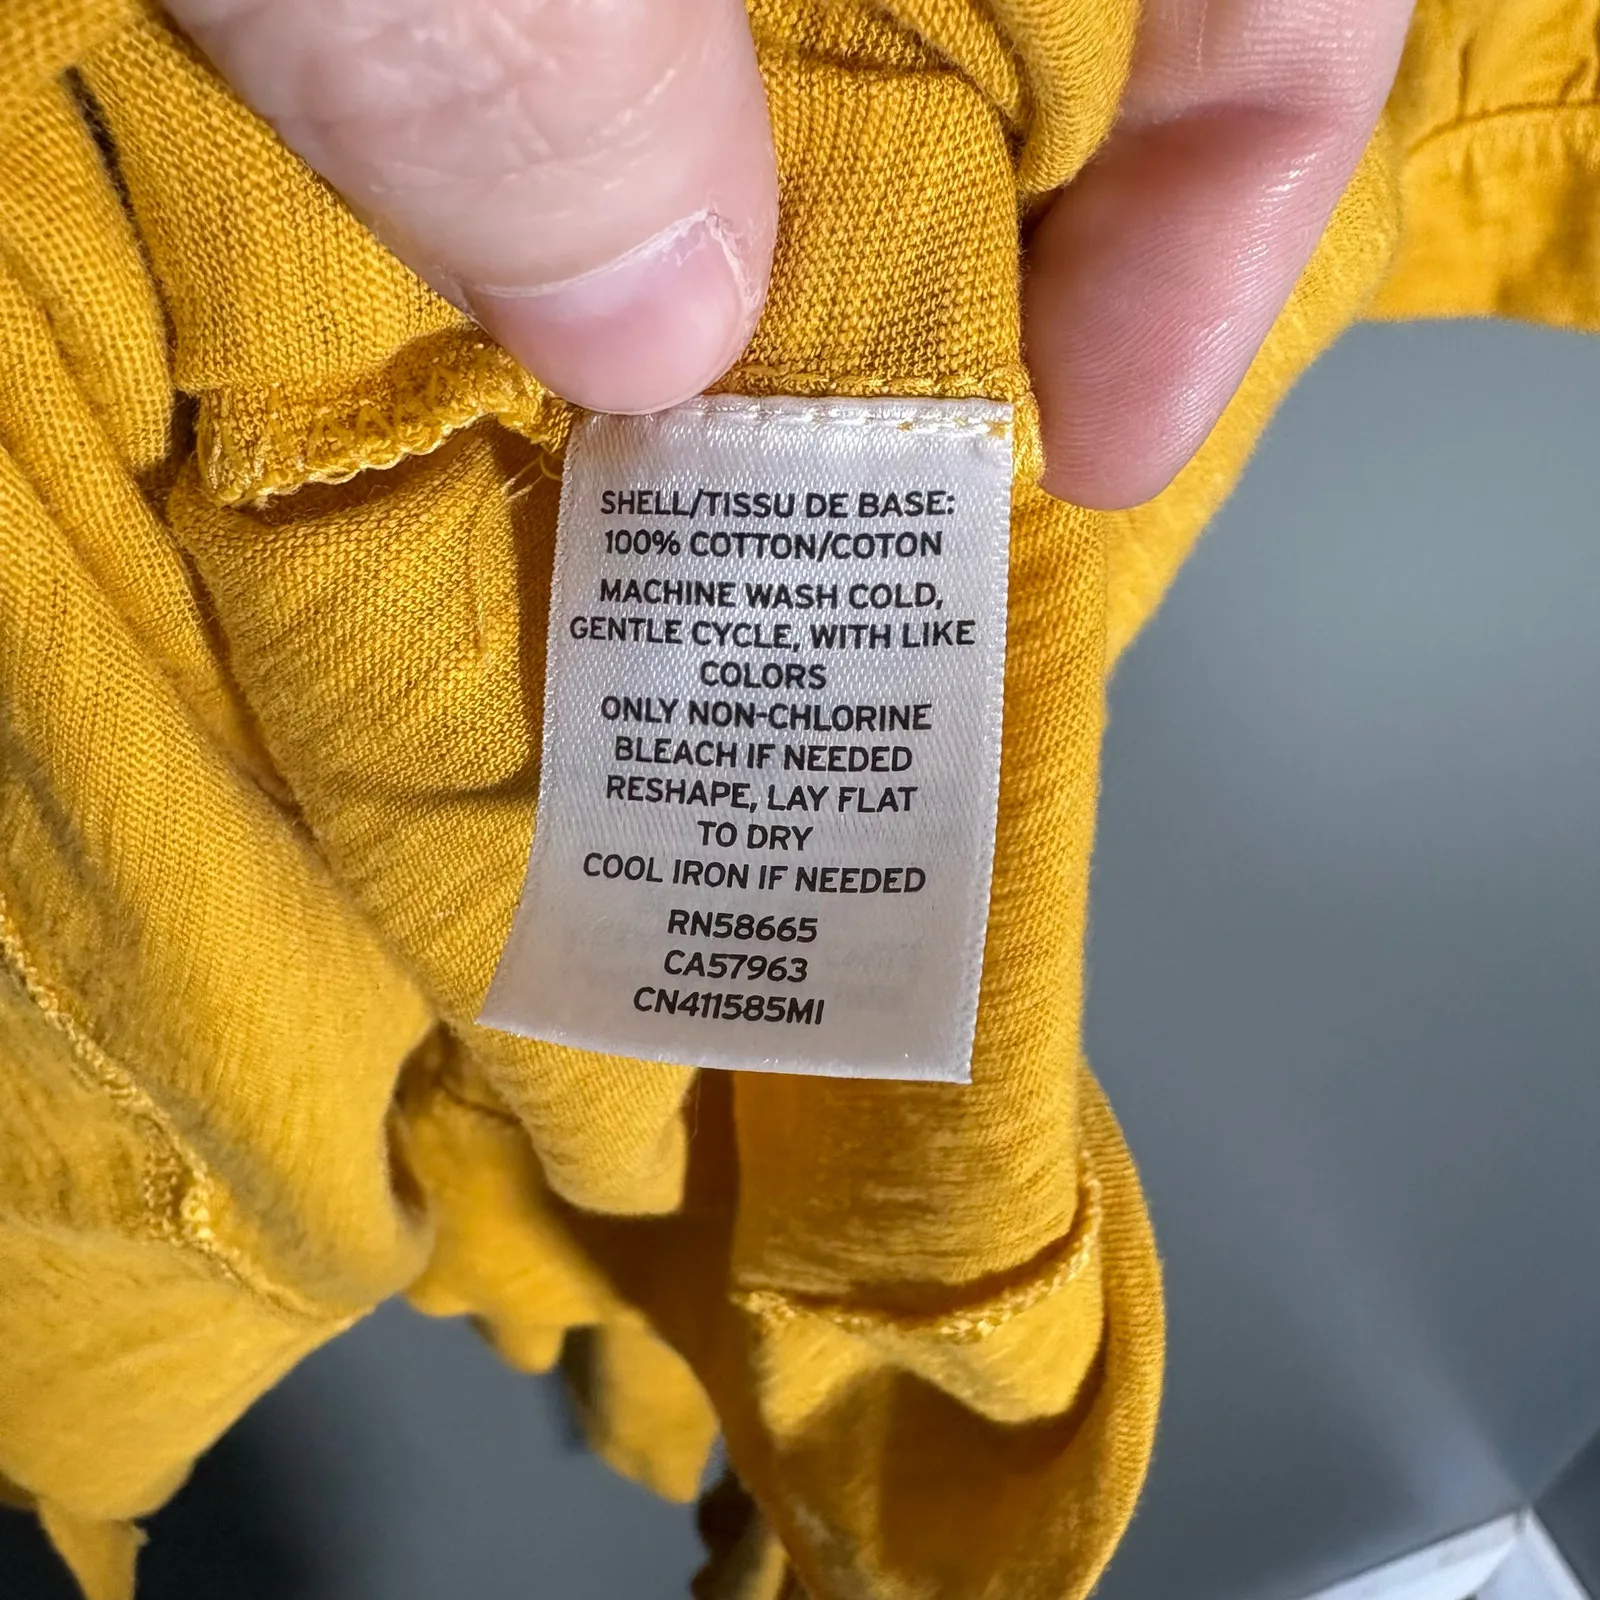 SHELL/TISSU DE BASE:
100% COTTON/COTON
MACHINE WASH COLD,
GENTLE CYCLE, WITH LIKE
COLORS
ONLY NON-CHLORINE
BLEACH IF NEEDED
RESHAPE, LAY FLAT
TO DRY
COOL IRON IF NEEDED
RN58665
CA57963
CN411585MI